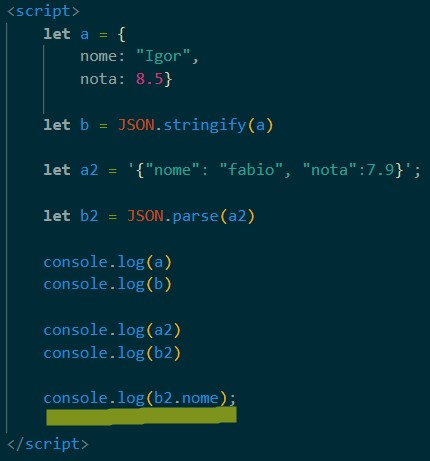 <script>
let a = {
nome: "Igor",
nota: 8.5}
let b = JSON.stringify(a)
let a2 = '{"nome": "fabio", "nota":7.9}';
let b2 = JSON.parse(a2)
console.log(a)
console.log(b)
console.log(a2)
console.log(b2)
console.log(b2.nome);
</script>